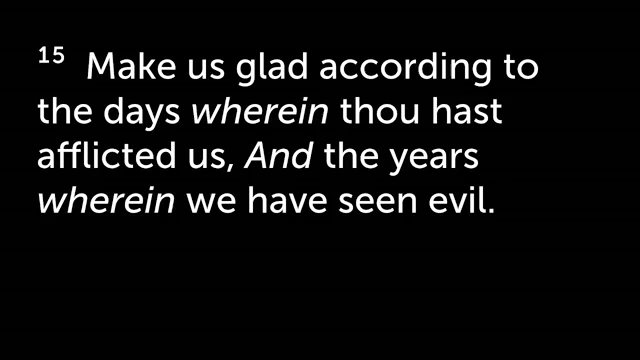 15 Make us glad according to
the days wherein thou hast
afflicted us, And the years
wherein we have seen evil.